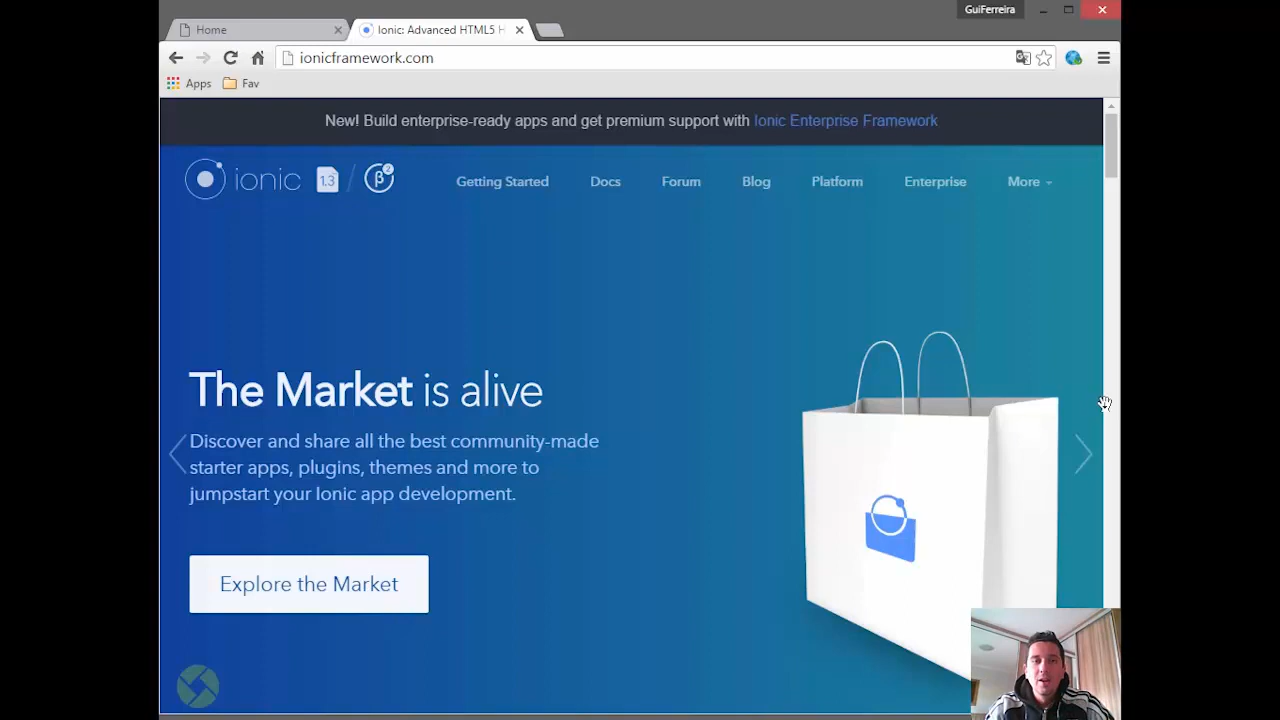 GuiFerreira
Home
Ionic: Advanced HTML5 H
ionicframework.com
Apps
Fav
New! Build enterprise-ready apps and get premium support with Ionic Enterprise Framework
ionic 1.3 / β 2
Getting Started Docs Forum Blog Platform Enterprise More
The Market is alive
Discover and share all the best community-made
starter apps, plugins, themes and more to
jumpstart your Ionic app development.
Explore the Market